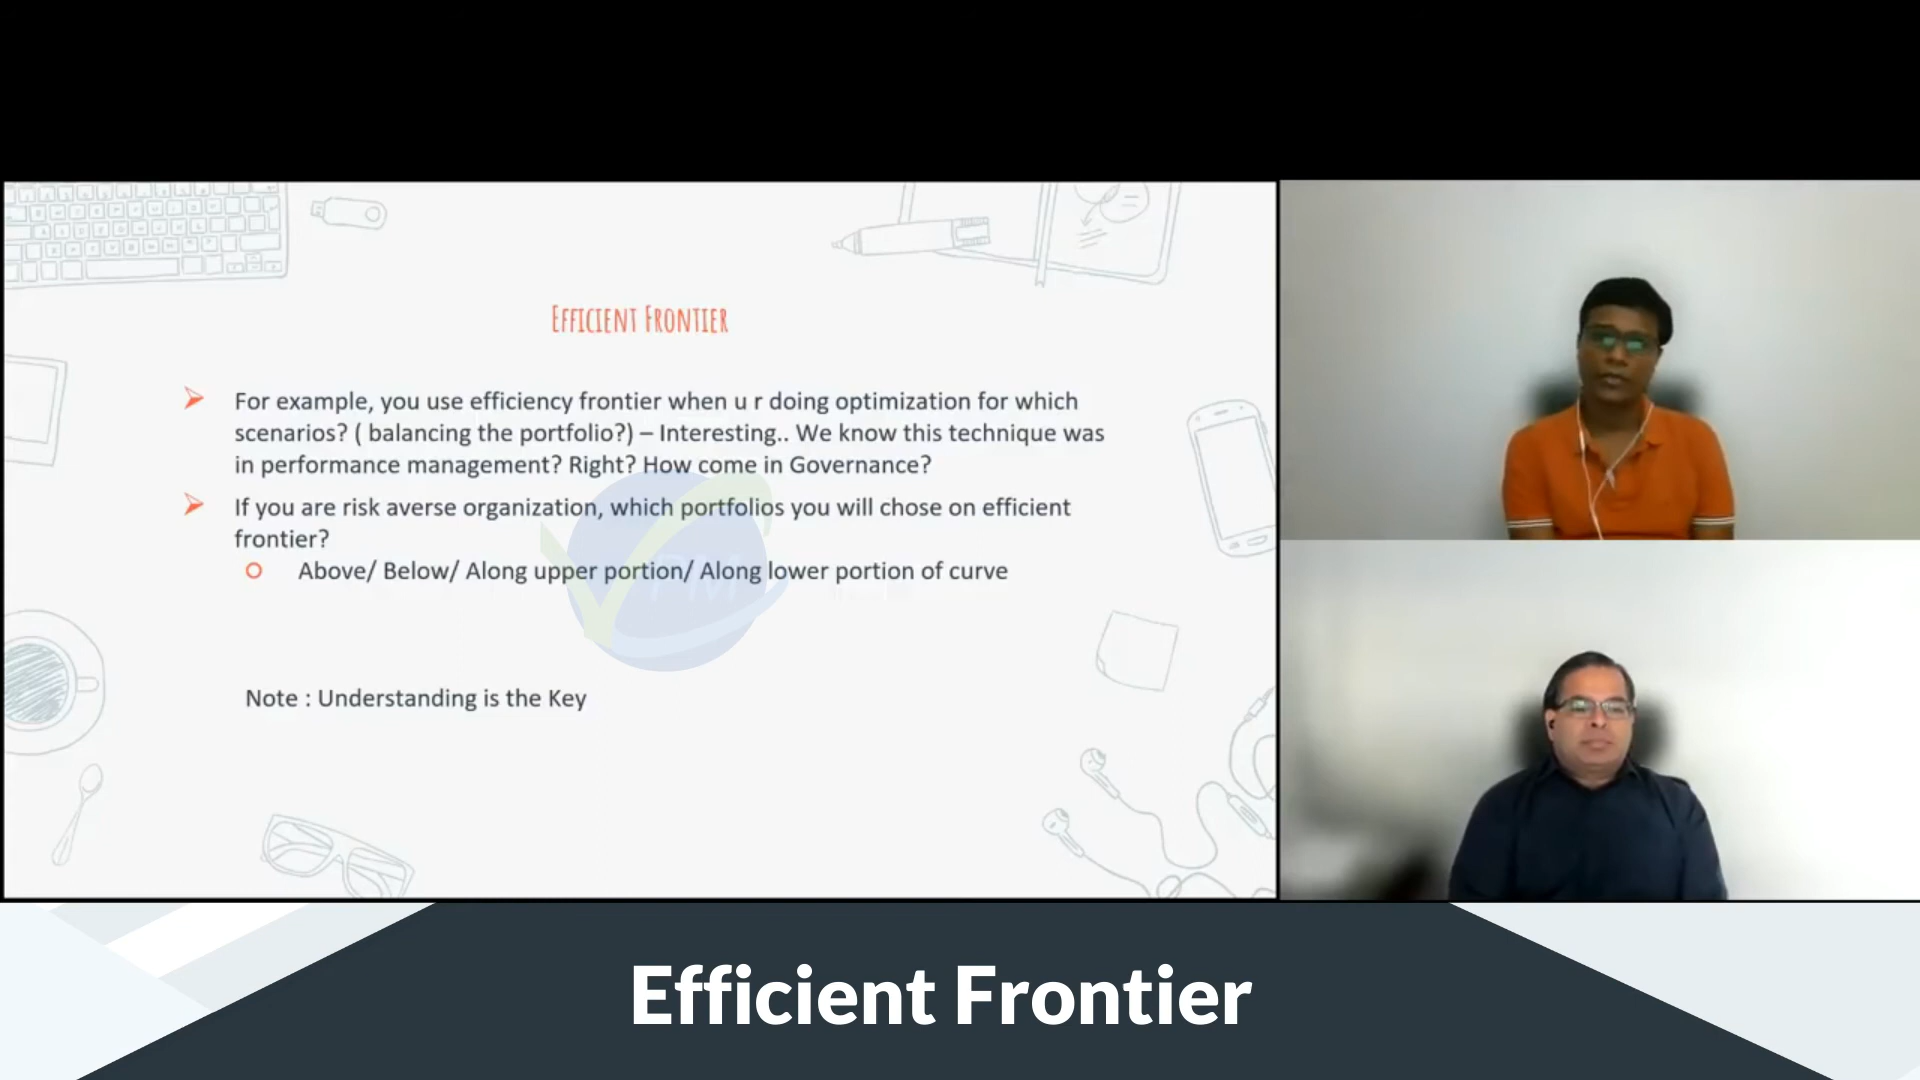 Efficient Frontier
For example, you use efficiency frontier when u r doing optimization for which
scenarios? ( balancing the portfolio?) – Interesting.. We know this technique was
in performance management? Right? How come in Governance?
If you are risk averse organization, which portfolios you will chose on efficient
frontier?
Above/ Below/ Along upper portion/ Along lower portion of curve
PM
Note : Understanding is the Key
Efficient Frontier